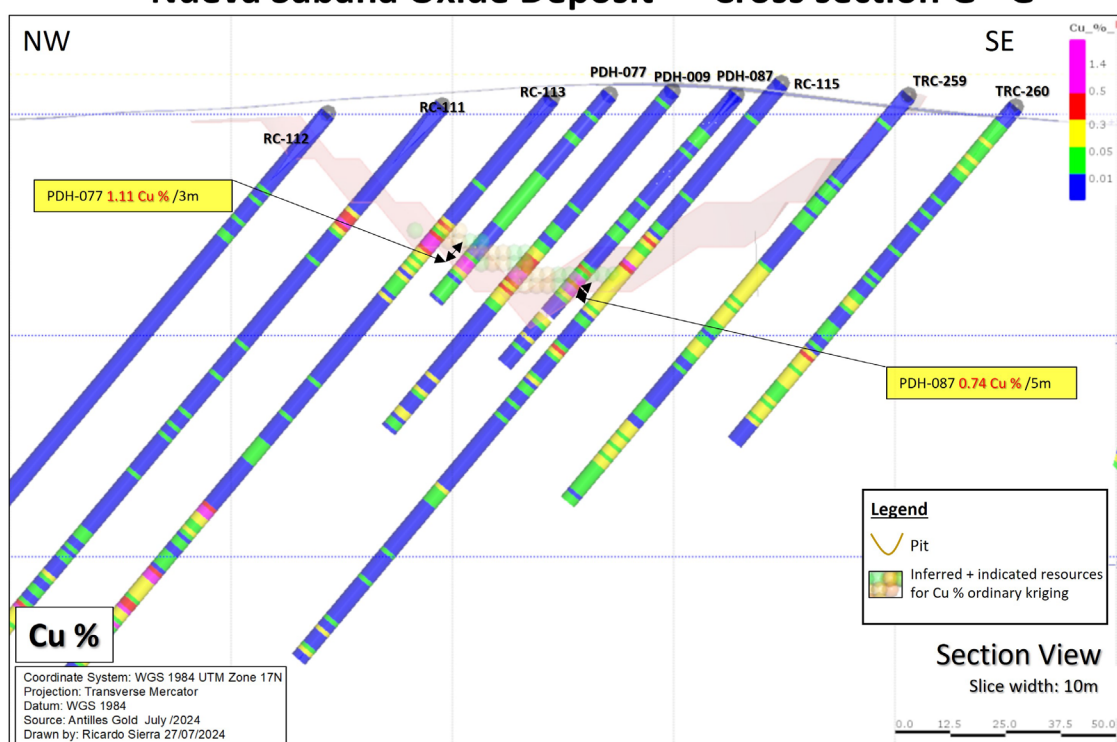 Nueva Sabana Oxide Deposit
NW
SE
Cu_%_
1.4
0.5
0.3
0.05
0.01
PDH-077
PDH-009
PDH-087
RC-115
TRC-259
TRC-260
RC-113
RC-111
RC-112
PDH-077 1.11 Cu % /3m
PDH-087 0.74 Cu % /5m
Legend
Pit
Inferred + indicated resources
for Cu % ordinary kriging
Cu %
Section View
Slice width: 10m
Coordinate System: WGS 1984 UTM Zone 17N
Projection: Transverse Mercator
Datum: WGS 1984
Source: Antilles Gold July /2024
Drawn by: Ricardo Sierra 27/07/2024
0.0 12.5 25.0 37.5 50.0